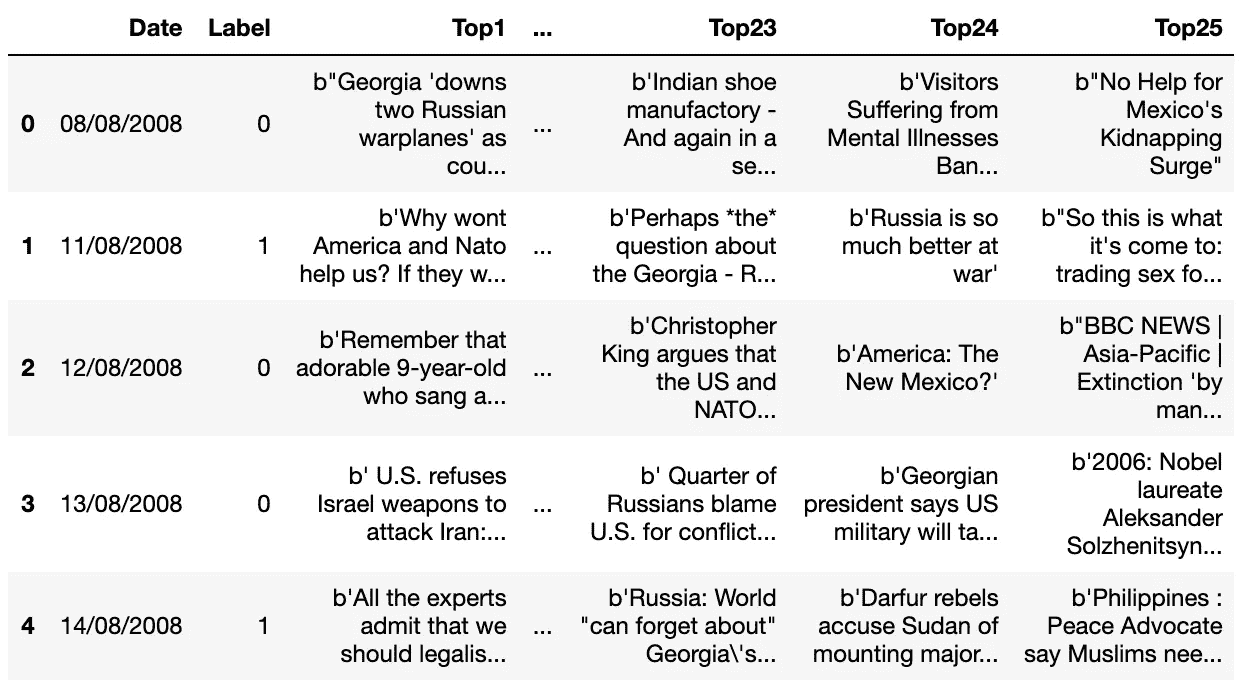 Date Label Top1 ... Top23 Top24 Top25
0 08/08/2008 0 b"Georgia 'downs two Russian warplanes' as cou... ... b'Indian shoe manufactory - And again in a se... b'Visitors Suffering from Mental Illnesses Ban... b"No Help for Mexico's Kidnapping Surge"
1 11/08/2008 1 b'Why wont America and Nato help us? If they w... ... b'Perhaps *the* question about the Georgia - R... b'Russia is so much better at war' b"So this is what it's come to: trading sex fo...
2 12/08/2008 0 b'Remember that adorable 9-year-old who sang a... ... b'Christopher King argues that the US and NATO... b'America: The New Mexico?' b"BBC NEWS | Asia-Pacific | Extinction 'by man...
3 13/08/2008 0 b' U.S. refuses Israel weapons to attack Iran:... ... b' Quarter of Russians blame U.S. for conflict... b'Georgian president says US military will ta... b'2006: Nobel laureate Aleksander Solzhenitsyn...
4 14/08/2008 1 b'All the experts admit that we should legalis... ... b'Russia: World "can forget about" Georgia\'s... b'Darfur rebels accuse Sudan of mounting major... b'Philippines : Peace Advocate say Muslims nee...